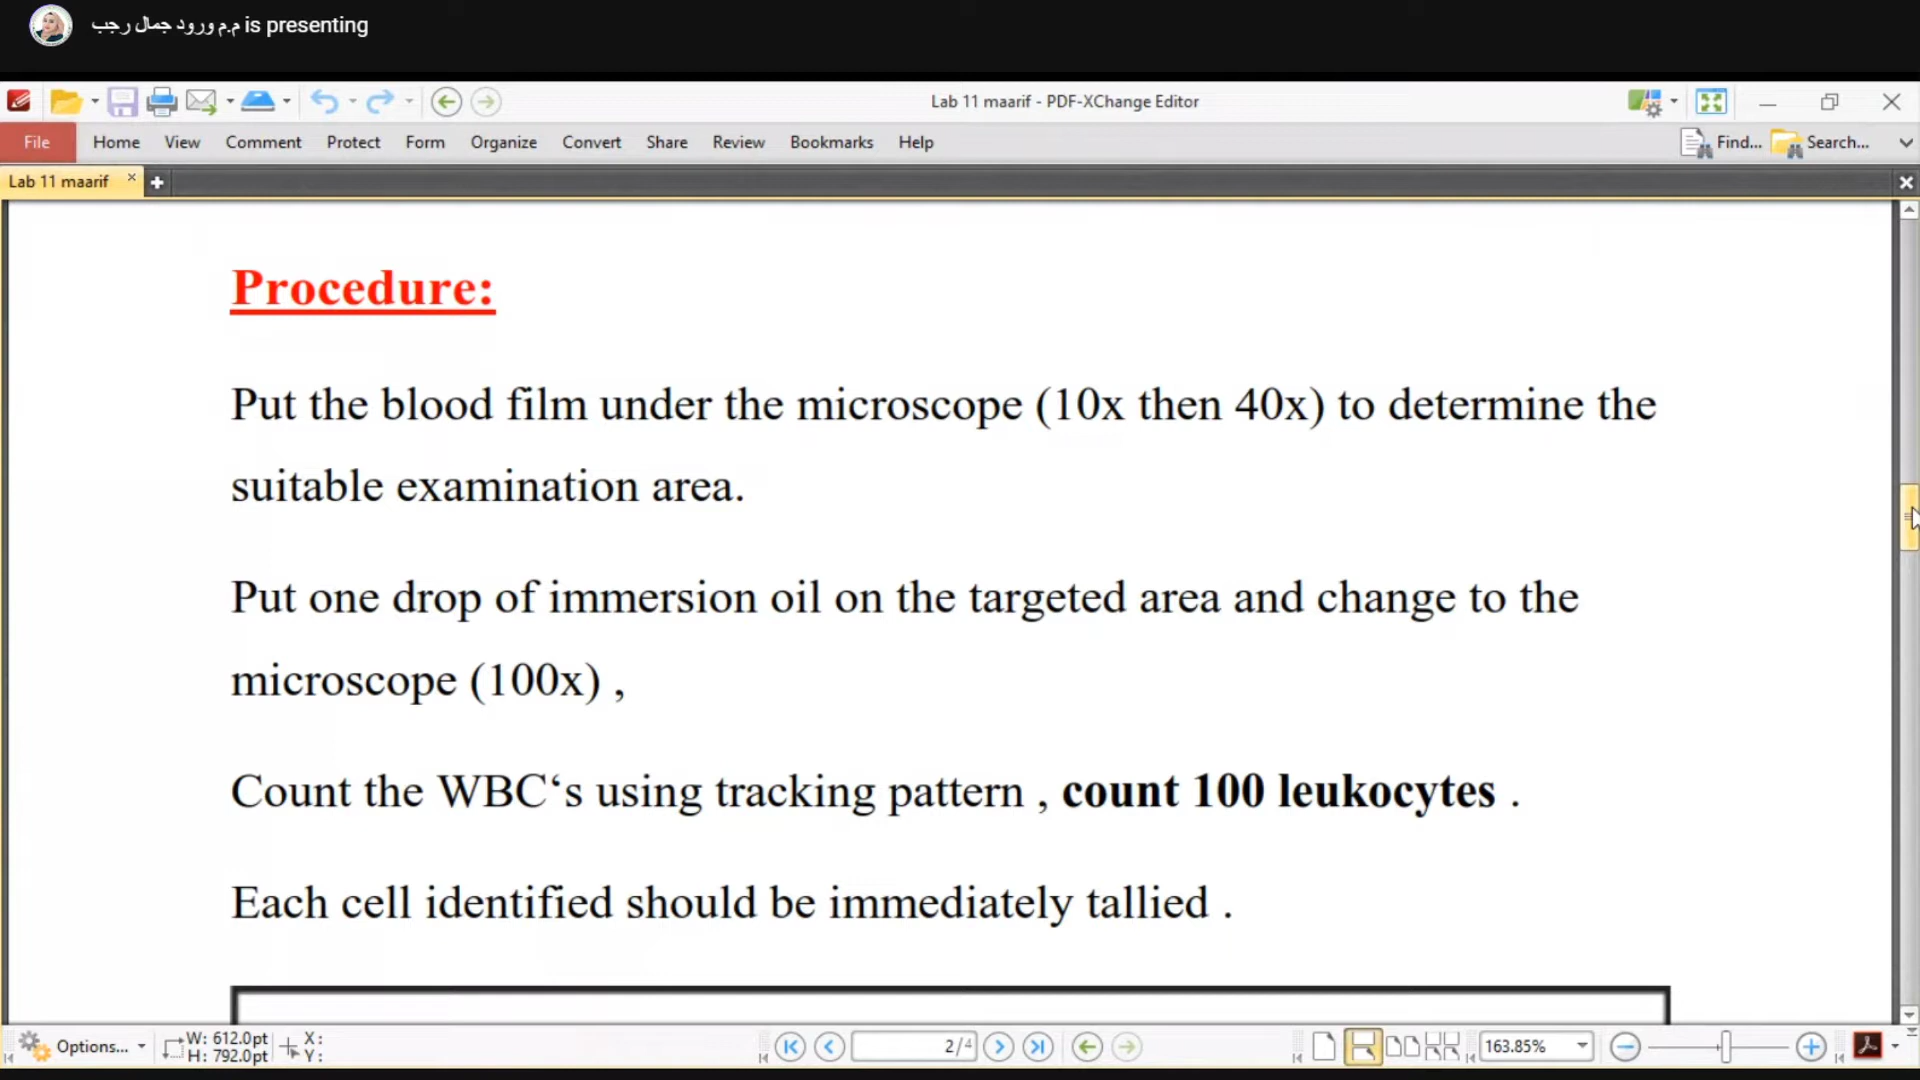 م.م ورود جمال رجب is presenting
Lab 11 maarif - PDF-XChange Editor
File Home View Comment Protect Form Organize Convert Share Review Bookmarks Help Find... Search...
Lab 11 maarif
Procedure:
Put the blood film under the microscope (10x then 40x) to determine the
suitable examination area.
Put one drop of immersion oil on the targeted area and change to the
microscope (100x) ,
Count the WBC‘s using tracking pattern , count 100 leukocytes .
Each cell identified should be immediately tallied .
Options... W: 612.0pt X: 2/4 163.85%
H: 792.0pt Y: